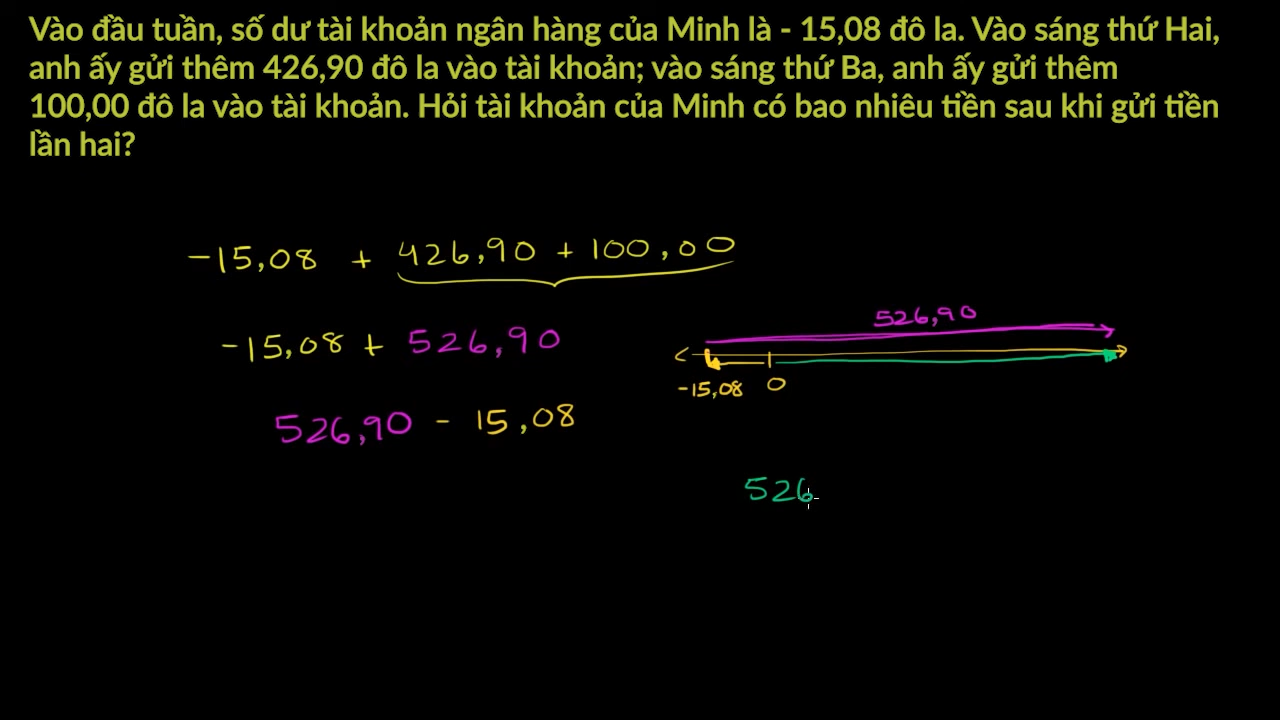 Vào đầu tuần, số dư tài khoản ngân hàng của Minh là - 15,08 đô la. Vào sáng thứ Hai,
anh ấy gửi thêm 426,90 đô la vào tài khoản; vào sáng thứ Ba, anh ấy gửi thêm
100,00 đô la vào tài khoản. Hỏi tài khoản của Minh có bao nhiêu tiền sau khi gửi tiền
lần hai?
-15,08 + 426,90 + 100,00
-15,08 + 526,90
526,90 - 15,08
526,90
-15,08 0
526